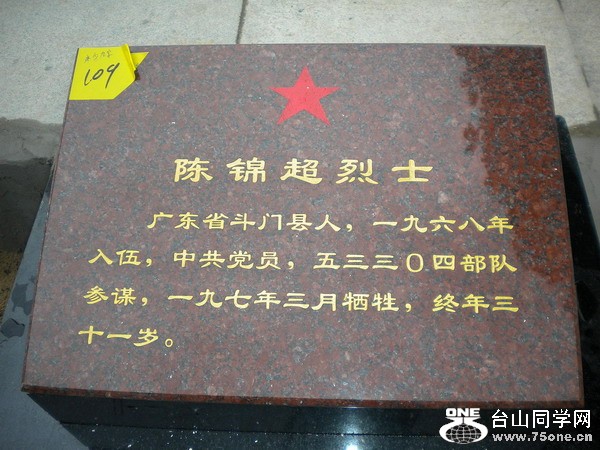 109
陈锦超烈士
广东省斗门县人，一九六八年
入伍，中共党员，五三三〇四部队
参谋，一九七年三月牺牲，终年三
十一岁。
ONE 台山同学网
www.75one.cn